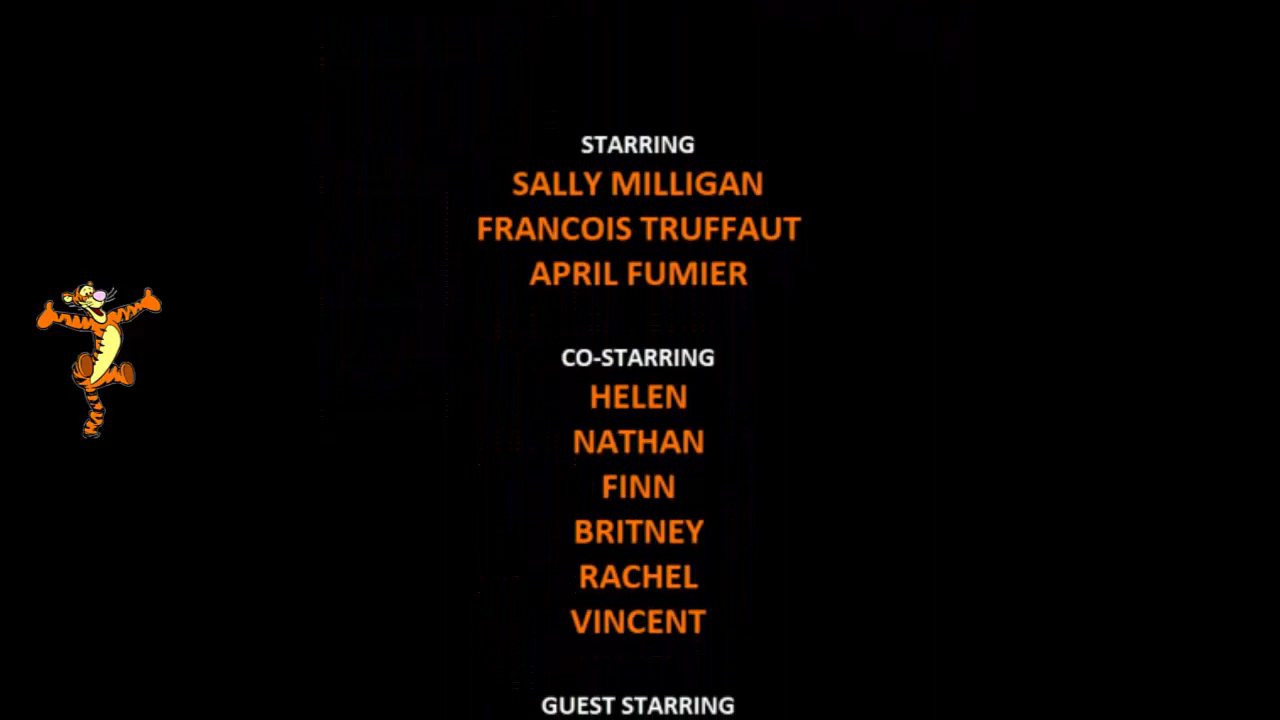 STARRING
SALLY MILLIGAN
FRANCOIS TRUFFAUT
APRIL FUMIER
CO-STARRING
HELEN
NATHAN
FINN
BRITNEY
RACHEL
VINCENT
GUEST STARRING